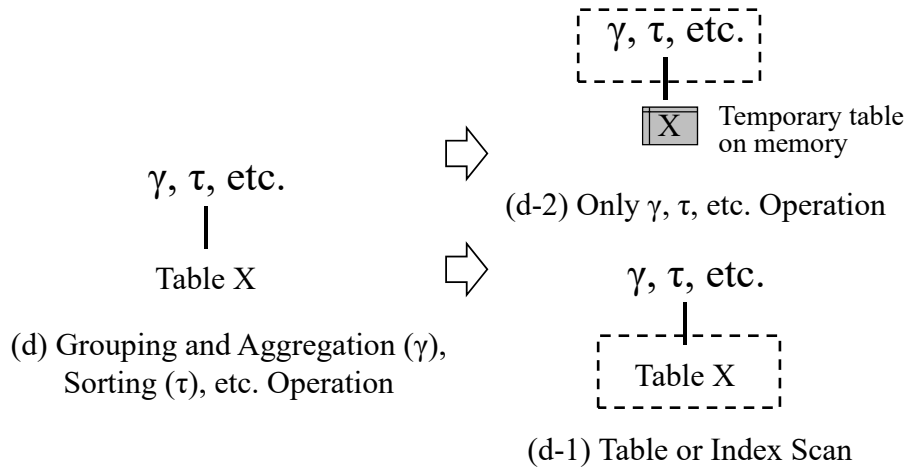 γ, τ, etc.
Table X
(d) Grouping and Aggregation (γ),
Sorting (τ), etc. Operation
γ, τ, etc.
X
Temporary table
on memory
(d-2) Only γ, τ, etc. Operation
γ, τ, etc.
Table X
(d-1) Table or Index Scan